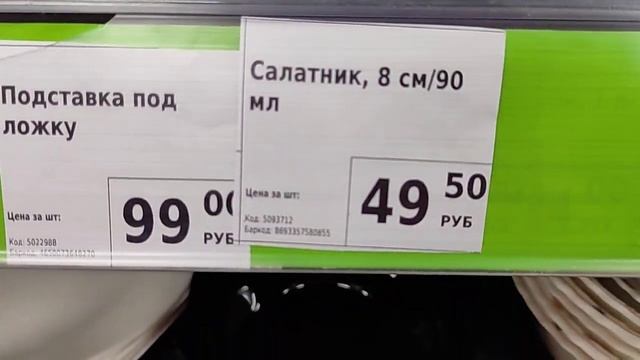 Подставка под
ложку
Цена за шт:
99
00
РУБ
Код: 5022988
Салатник, 8 см/90
мл
Цена за шт:
49
50
РУБ
Код: 5093712
Баркод: 8693357580855